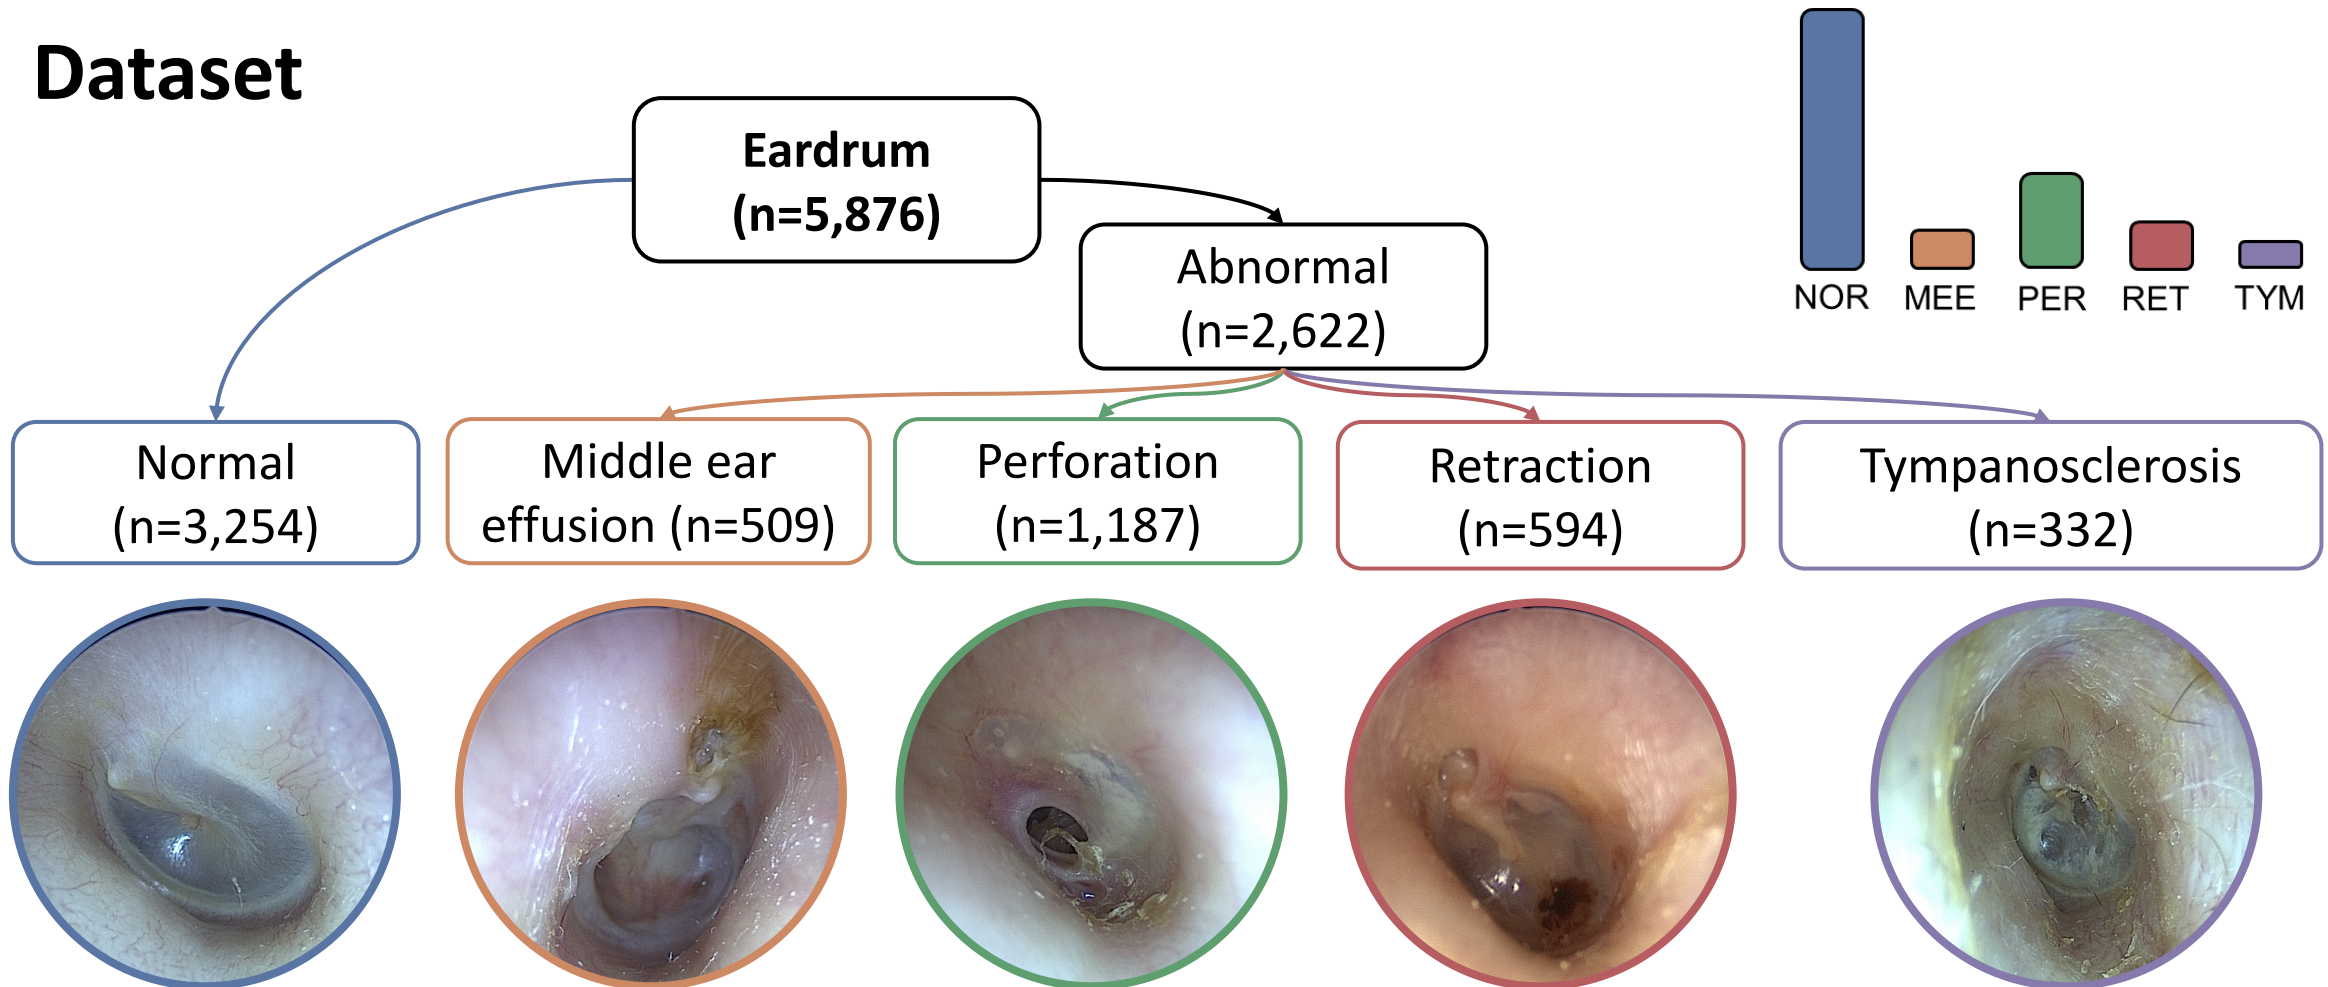 Dataset
Eardrum
(n=5,876)
Abnormal
(n=2,622)
NOR
MEE
PER
RET
TYM
Normal
(n=3,254)
Middle ear
effusion (n=509)
Perforation
(n=1,187)
Retraction
(n=594)
Tympanosclerosis
(n=332)